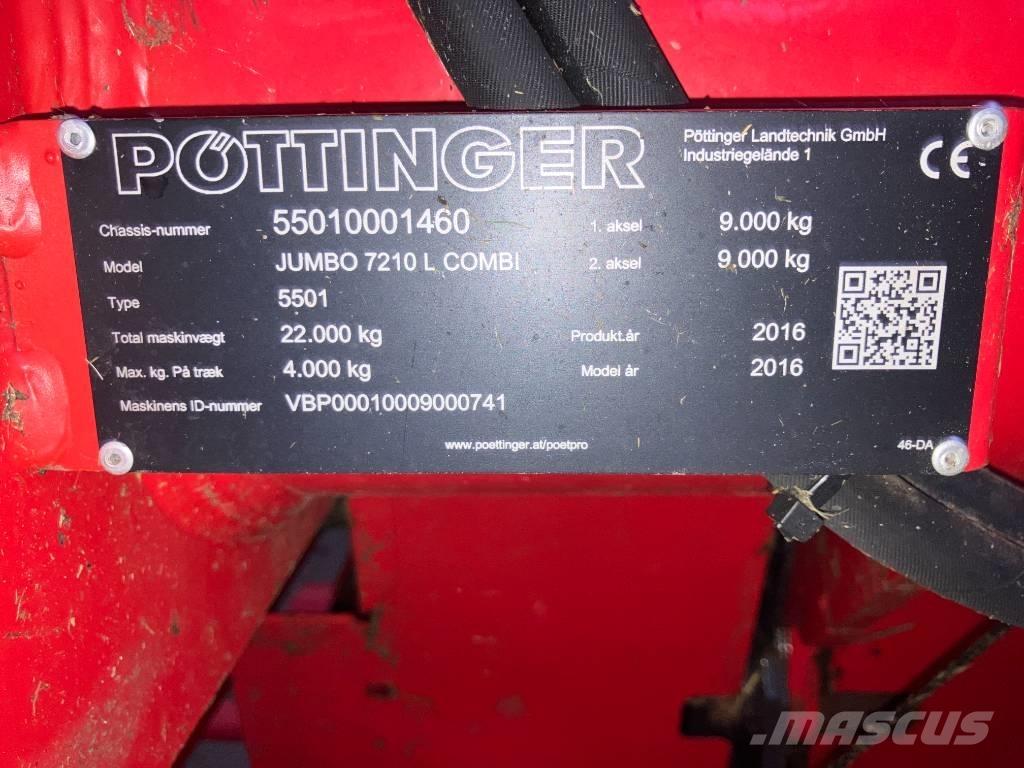 PÖTTINGER
Pöttinger Landtechnik GmbH
Industriegelände 1
CE
Chassis-nummer 55010001460 1. aksel 9.000 kg
Model JUMBO 7210 L COMBI 2. aksel 9.000 kg
Type 5501
Total maskinvægt 22.000 kg Produkt.år 2016
Max. kg. På træk 4.000 kg Model år 2016
Maskinens ID-nummer VBP00010009000741
www.poettinger.at/poetpro 46-DA
MASCUS